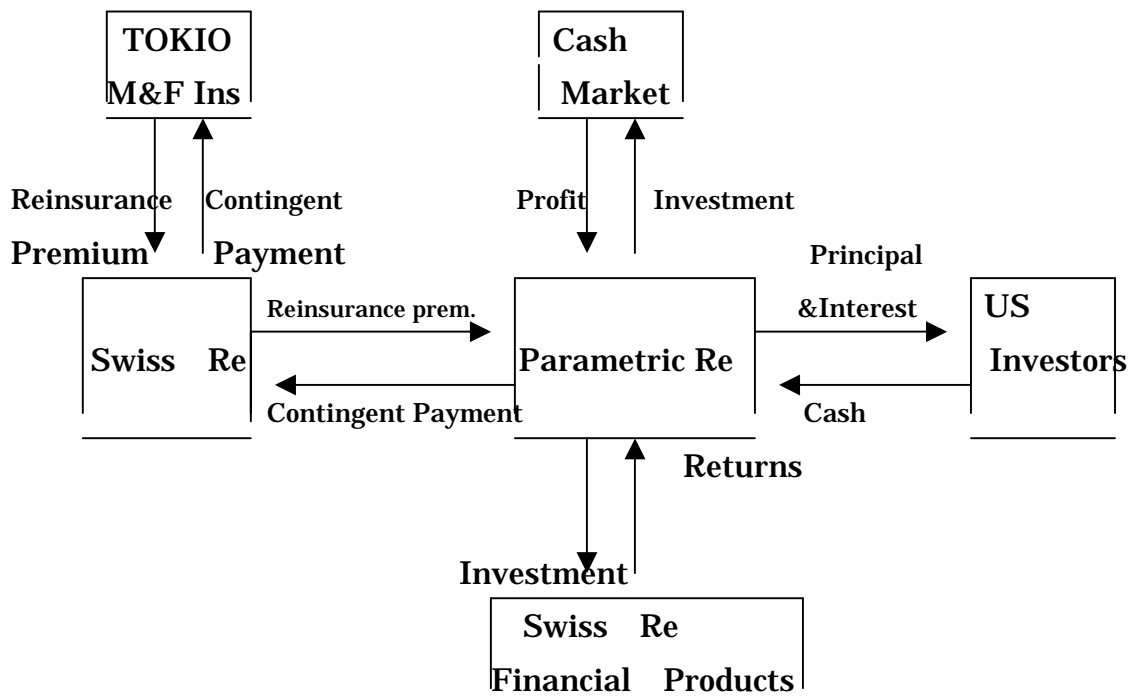 TOKIO
M&F Ins
Cash
Market
Reinsurance
Premium
Contingent
Payment
Profit
Investment
Principal
&Interest
Swiss Re
Reinsurance prem.
Contingent Payment
Parametric Re
US
Investors
Cash
Returns
Investment
Swiss Re
Financial Products